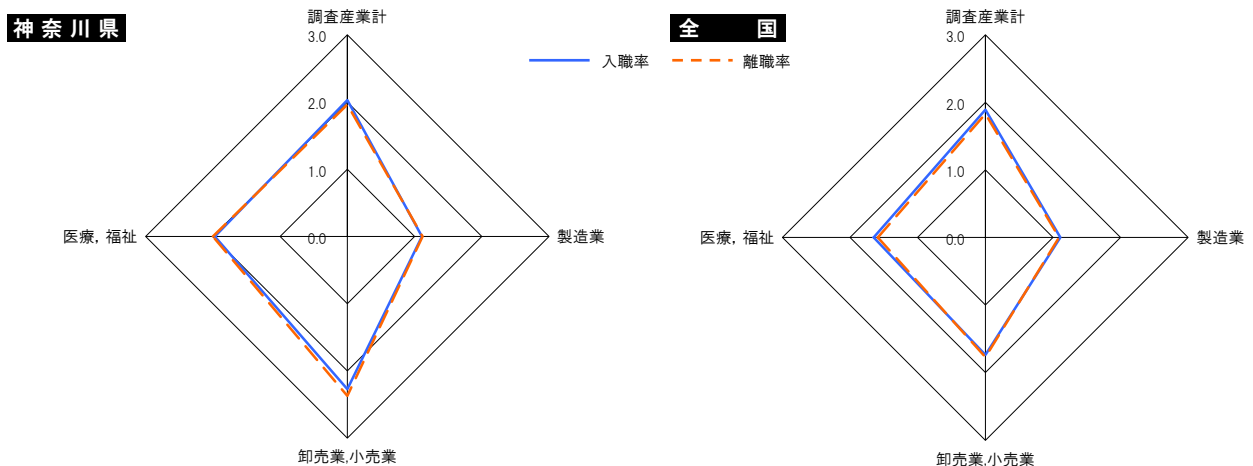 神奈川県
調査産業計
3.0
2.0
1.0
0.0
医療，福祉
製造業
卸売業,小売業
入職率
離職率
全 国
調査産業計
3.0
2.0
1.0
0.0
医療，福祉
製造業
卸売業,小売業